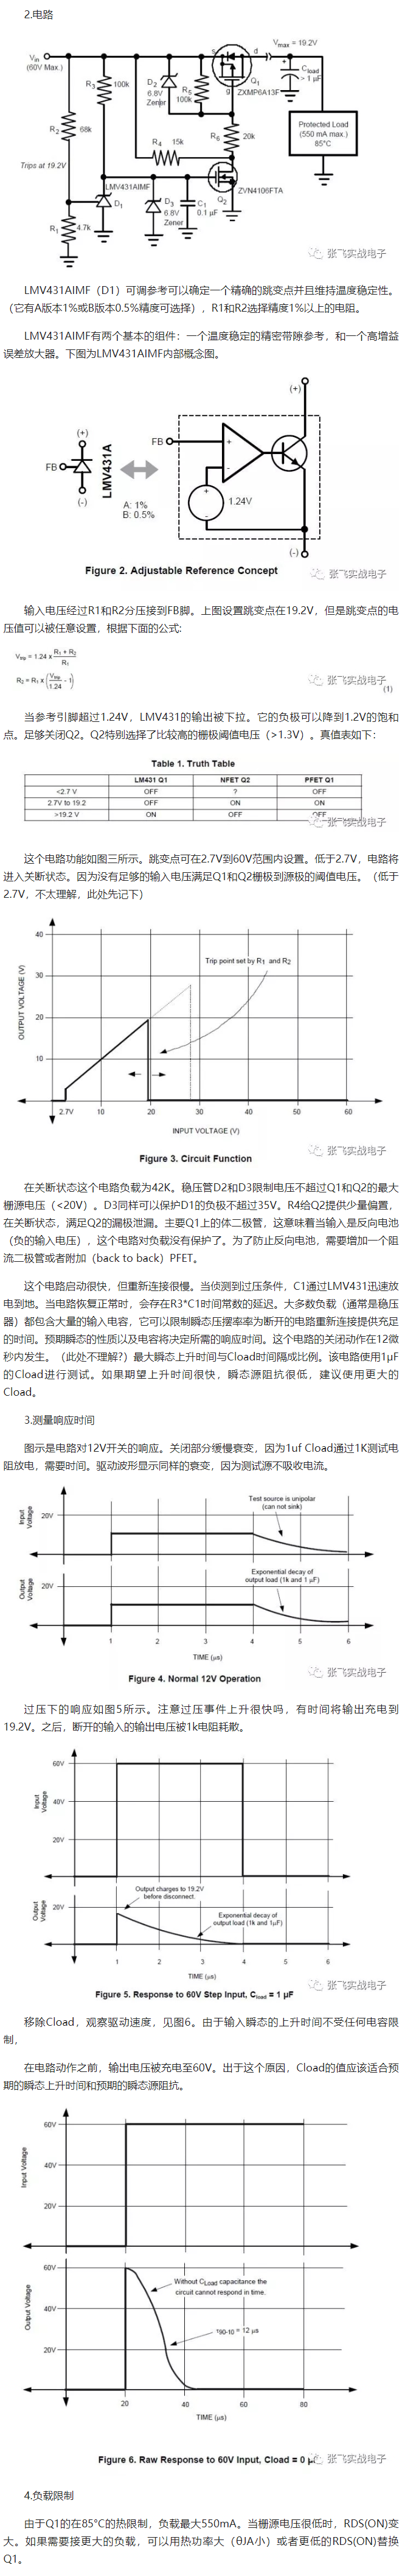 2.电路
Vin
(60V Max.)
R3
100k
D2
6.8V
Zener
R5
100k
s
d
g
Q1
ZXMP6A13F
Vmax = 19.2V
+
Cload
> 1 µF
Protected Load
(550 mA max.)
85°C
R2
68k
R4
15k
R6
20k
Trips at 19.2V
LMV431AIMF
D1
D3
6.8V
Zener
C1
0.1 µF
Q2
ZVN4106FTA
R1
4.7k
张飞实战电子
LMV431AIMF（D1）可调参考可以确定一个精确的跳变点并且维持温度稳定性。
（它有A版本1%或B版本0.5%精度可选择），R1和R2选择精度1%以上的电阻。
LMV431AIMF有两个基本的组件：一个温度稳定的精密带隙参考，和一个高增益
误差放大器。下图为LMV431AIMF内部概念图。
(+)
FB
(-)
LMV431A
A: 1%
B: 0.5%
(+)
FB
+
-
+
-
1.24V
(-)
Figure 2. Adjustable Reference Concept
张飞实战电子
输入电压经过R1和R2分压接到FB脚。上图设置跳变点在19.2V，但是跳变点的电
压值可以被任意设置，根据下面的公式:
Vtrip = 1.24 x (R1 + R2) / R1
R2 = R1 x (Vtrip / 1.24 - 1)
(1)
当参考引脚超过1.24V，LMV431的输出被下拉。它的负极可以降到1.2V的饱和
点。足够关闭Q2。Q2特别选择了比较高的栅极阈值电压（>1.3V）。真值表如下：
Table 1. Truth Table
LM431 Q1 NFET Q2 PFET Q1
<2.7 V OFF ? OFF
2.7V to 19.2 OFF ON ON
>19.2 V ON OFF OFF
张飞实战电子
这个电路功能如图三所示。跳变点可在2.7V到60V范围内设置。低于2.7V，电路将
进入关断状态。因为没有足够的输入电压满足Q1和Q2栅极到源极的阈值电压。（低于
2.7V，不太理解，此处先记下）
OUTPUT VOLTAGE (V)
40
30
20
10
Trip point set by R1 and R2
2.7V 10 20 30 40 50 60
INPUT VOLTAGE (V)
Figure 3. Circuit Function
张飞实战电子
在关断状态这个电路负载为42K。稳压管D2和D3限制电压不超过Q1和Q2的最大
栅源电压（<20V）。D3同样可以保护D1的负极不超过35V。R4给Q2提供少量偏置，
在关断状态，满足Q2的漏极泄漏。主要Q1上的体二极管，这意味着当输入是反向电池
（负的输入电压），这个电路对负载没有保护了。为了防止反向电池，需要增加一个阻
流二极管或者附加（back to back）PFET。
这个电路启动很快，但重新连接很慢。当侦测到过压条件，C1通过LMV431迅速放
电到地。当电路恢复正常时，会存在R3*C1时间常数的延迟。大多数负载（通常是稳压
器）都包含大量的输入电容，它可以限制瞬态压摆率率为断开的电路重新连接提供充足
的时间。预期瞬态的性质以及电容将决定所需的响应时间。这个电路的关闭动作在12微
秒内发生。（此处不理解?）最大瞬态上升时间与Cload时间隔成比例。该电路使用1μF
的Cload进行测试。如果期望上升时间很快，瞬态源阻抗很低，建议使用更大的
Cload。
3.测量响应时间
图示是电路对12V开关的响应。关闭部分缓慢衰变，因为1uf Cload通过1K测试电
阻放电，需要时间。驱动波形显示同样的衰变，因为测试源不吸收电流。
Input
Voltage
20V
Test source is unipolar
(can not sink)
Output
Voltage
20V
Exponential decay of
output load (1k and 1 µF)
1 2 3 4 5 6
TIME (µs)
Figure 4. Normal 12V Operation
张飞实战电子
过压下的响应如图5所示。注意过压事件上升很快吗，有时间将输出充电到
19.2V。之后，断开的输入的输出电压被1k电阻耗散。
Input
Voltage
60V
40V
20V
Output
Voltage
20V
Output charges to 19.2V
before disconnect.
Exponential decay of
output load (1k and 1µF)
1 2 3 4 5 6
TIME (µs)
Figure 5. Response to 60V Step Input, Cload = 1 µF
张飞实战电子
移除Cload，观察驱动速度，见图6。由于输入瞬态的上升时间不受任何电容限
制，
在电路动作之前，输出电压被充电至60V。出于这个原因，Cload的值应该适合预
期的瞬态上升时间和预期的瞬态源阻抗。
Input Voltage
60V
40V
20V
Output Voltage
60V
40V
20V
Without CLoad capacitance the
circuit cannot respond in time.
τ90-10 = 12 µs
20 40 60 80
TIME (µs)
Figure 6. Raw Response to 60V Input, Cload = 0 µ
张飞实战电子
4.负载限制
由于Q1的在85°C的热限制，负载最大550mA。当栅源电压很低时，RDS(ON)变
大。如果需要接更大的负载，可以用热功率大（θJA小）或者更低的RDS(ON)替换
Q1。